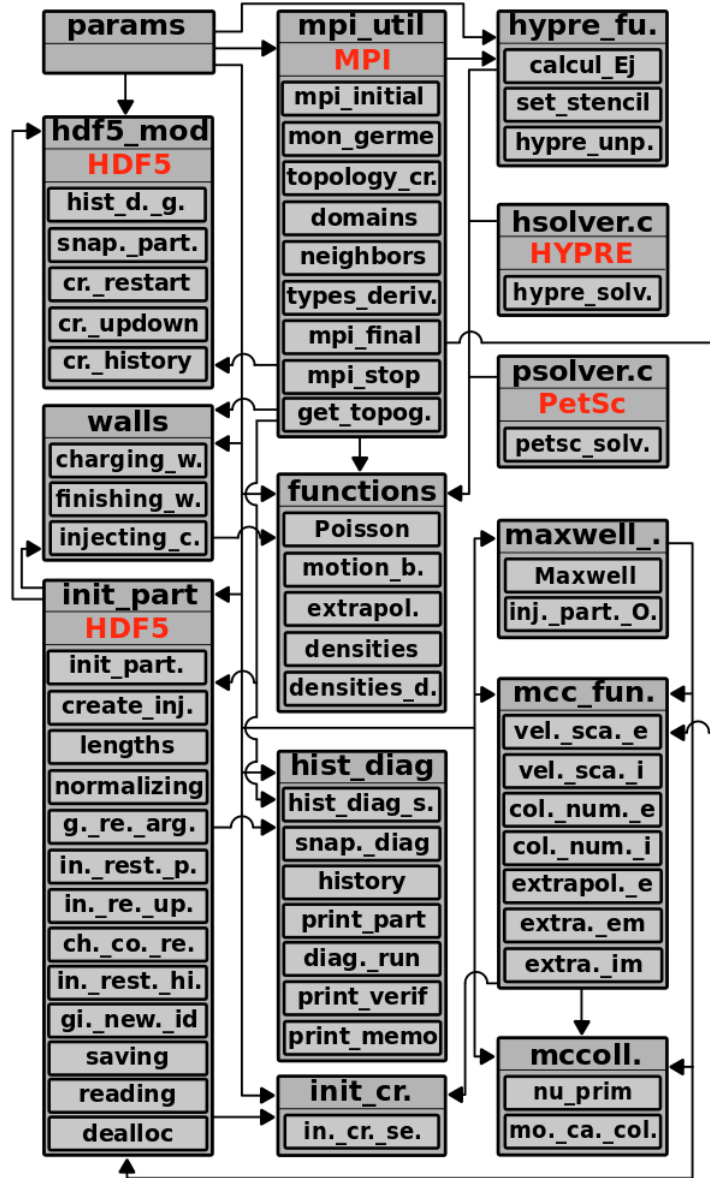 params
hdf5_mod
HDF5
hist_d._g.
snap._part.
cr._restart
cr._updown
cr._history
walls
charging_w.
finishing_w.
injecting_c.
init_part
HDF5
init_part.
create_inj.
lengths
normalizing
g._re._arg.
in._rest._p.
in._re._up.
ch._co._re.
in._rest._hi.
gi._new._id
saving
reading
dealloc
mpi_util
MPI
mpi_initial
mon_germe
topology_cr.
domains
neighbors
types_deriv.
mpi_final
mpi_stop
get_topog.
functions
Poisson
motion_b.
extrapol.
densities
densities_d.
hist_diag
hist_diag_s.
snap._diag
history
print_part
diag._run
print_verif
print_memo
init_cr.
in._cr._se.
hypre_fu.
calcul_Ej
set_stencil
hypre_unp.
hsolver.c
HYPRE
hypre_solv.
psolver.c
PetSc
petsc_solv.
maxwell_.
Maxwell
inj._part._O.
mcc_fun.
vel._sca._e
vel._sca._i
col._num._e
col._num._i
extrapol._e
extra._em
extra._im
mccoll.
nu_prim
mo._ca._col.